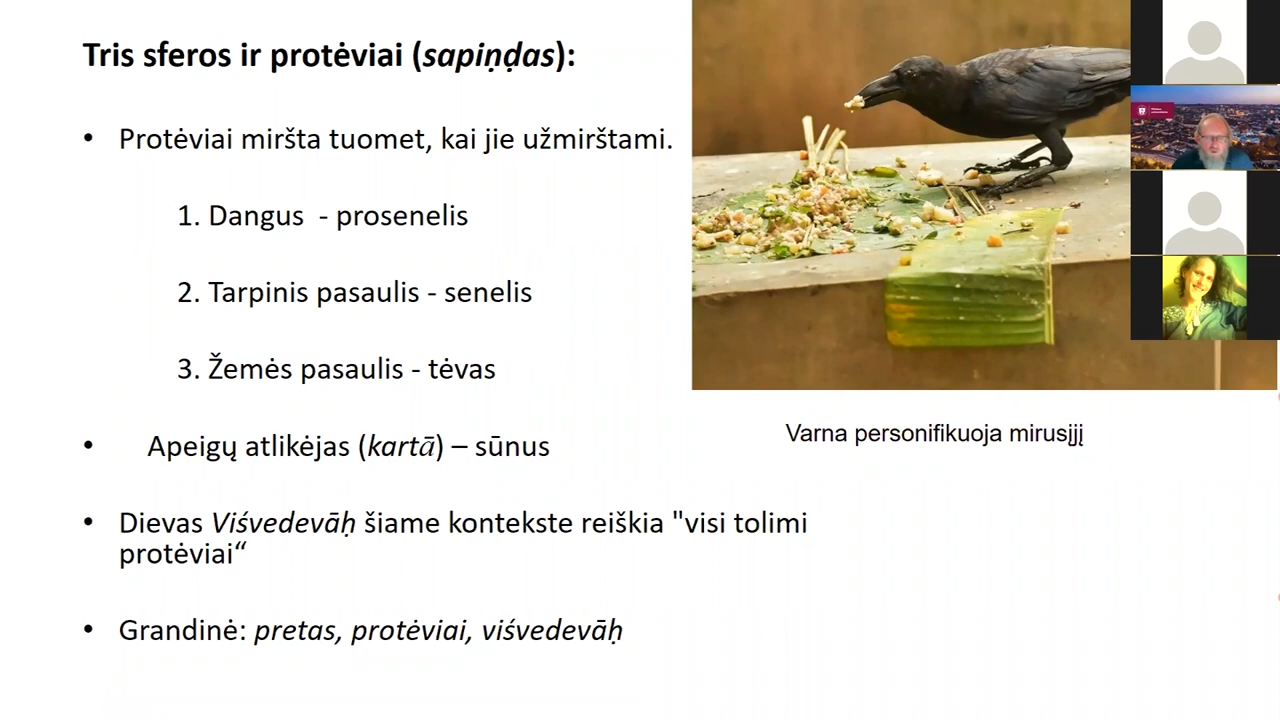 Tris sferos ir protėviai (sapiṇḍas):
• Protėviai miršta tuomet, kai jie užmirštami.
1. Dangus - prosenelis
2. Tarpinis pasaulis - senelis
3. Žemės pasaulis - tėvas
• Apeigų atlikėjas (kartā) – sūnus
• Dievas Viśvedevāḥ šiame kontekste reiškia "visi tolimi
protėviai“
• Grandinė: pretas, protėviai, viśvedevāḥ
Varna personifikuoja mirusįjį